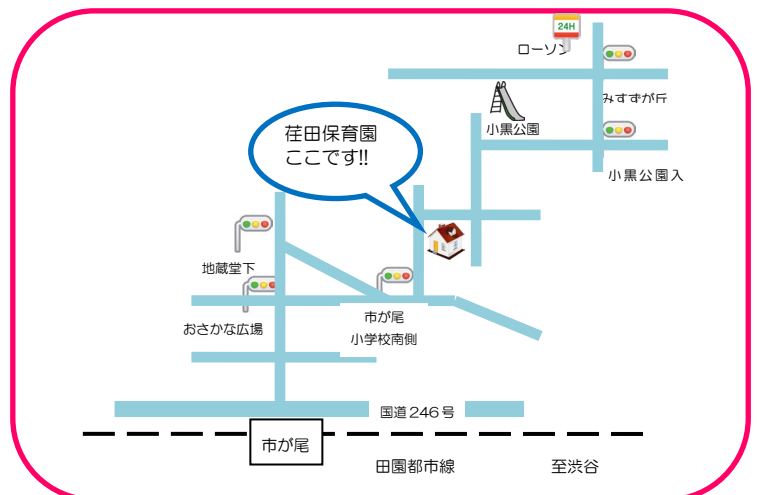 24H
ローソン
みすずが丘
小黒公園
小黒公園入
荏田保育園
ここです!!
地蔵堂下
おさかな広場
市が尾
小学校南側
国道246号
市が尾
田園都市線
至渋谷